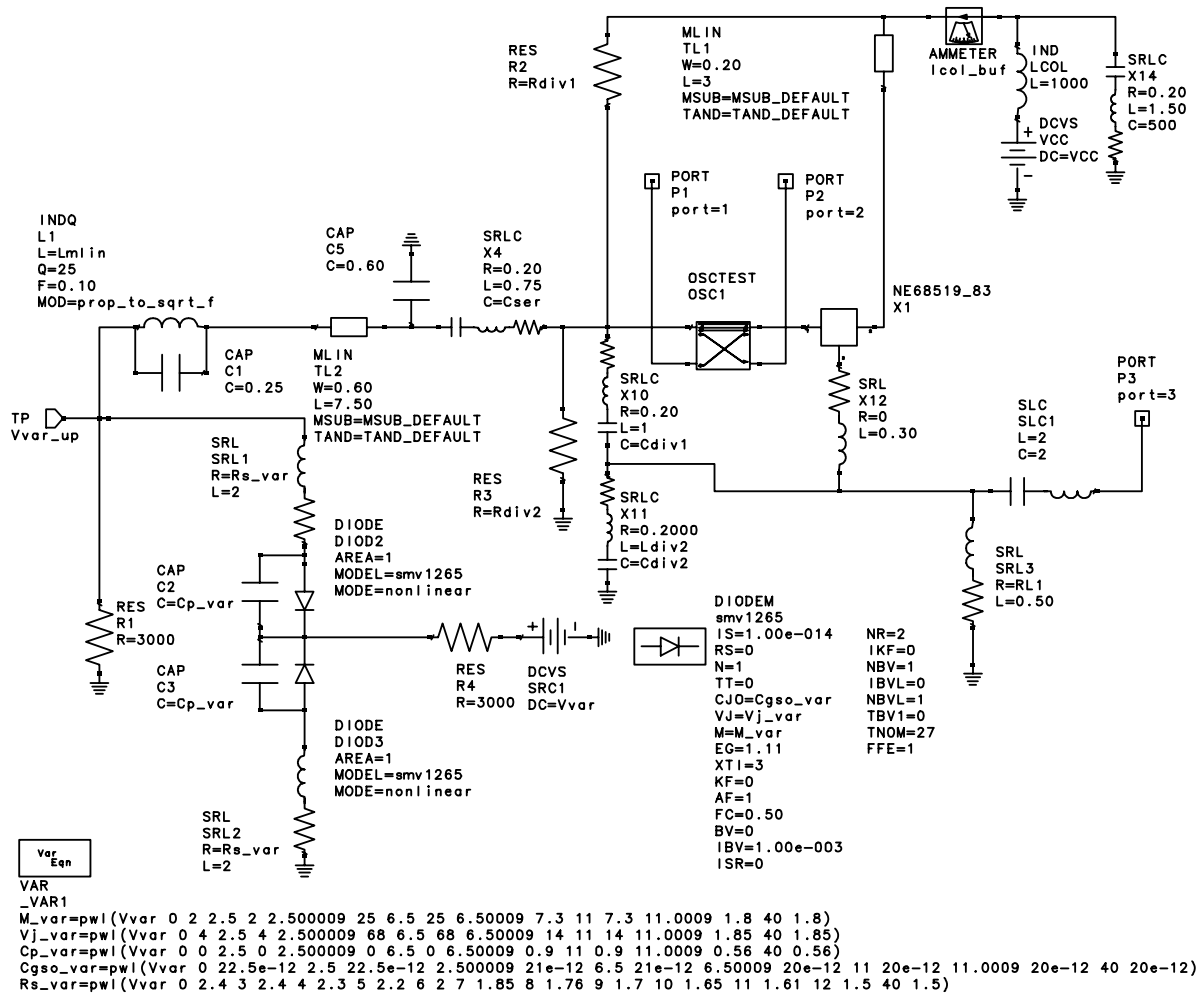 MLIN
TL1
W=0.20
L=3
MSUB=MSUB_DEFAULT
TAND=TAND_DEFAULT
RES
R2
R=Rdiv1
AMMETER
Icol_buf
IND
LCOL
L=1000
SRLC
X14
R=0.20
L=1.50
C=500
+
DCVS
VCC
DC=VCC
-
PORT
P1
port=1
PORT
P2
port=2
INDQ
L1
L=Lmlin
Q=25
F=0.10
MOD=prop_to_sqrt_f
CAP
C5
C=0.60
SRLC
X4
R=0.20
L=0.75
C=Cser
OSCTEST
OSC1
NE68519_83
X1
CAP
C1
C=0.25
MLIN
TL2
W=0.60
L=7.50
MSUB=MSUB_DEFAULT
TAND=TAND_DEFAULT
PORT
P3
port=3
TP
Vvar_up
SRLC
X10
R=0.20
L=1
C=Cdiv1
SRL
X12
R=0
L=0.30
SLC
SLC1
L=2
C=2
SRL
SRL1
R=Rs_var
L=2
RES
R3
R=Rdiv2
SRLC
X11
R=0.2000
L=Ldiv2
C=Cdiv2
DIODE
DIOD2
AREA=1
MODEL=smv1265
MODE=nonlinear
SRL
SRL3
R=RL1
L=0.50
CAP
C2
C=Cp_var
RES
R1
R=3000
CAP
C3
C=Cp_var
RES
R4
R=3000
+
-
DCVS
SRC1
DC=Vvar
DIODEM
smv1265
IS=1.00e-014
RS=0
N=1
TT=0
CJO=Cgso_var
VJ=Vj_var
M=M_var
EG=1.11
XTI=3
KF=0
AF=1
FC=0.50
BV=0
IBV=1.00e-003
ISR=0
NR=2
IKF=0
NBV=1
IBVL=0
NBVL=1
TBV1=0
TNOM=27
FFE=1
DIODE
DIOD3
AREA=1
MODEL=smv1265
MODE=nonlinear
SRL
SRL2
R=Rs_var
L=2
Var
Eqn
VAR
_VAR1
M_var=pwl(Vvar 0 2 2.5 2 2.500009 25 6.5 25 6.50009 7.3 11 7.3 11.0009 1.8 40 1.8)
Vj_var=pwl(Vvar 0 4 2.5 4 2.500009 68 6.5 68 6.50009 14 11 14 11.0009 1.85 40 1.85)
Cp_var=pwl(Vvar 0 0 2.5 0 2.500009 0 6.5 0 6.50009 0.9 11 0.9 11.0009 0.56 40 0.56)
Cgso_var=pwl(Vvar 0 22.5e-12 2.5 22.5e-12 2.500009 21e-12 6.5 21e-12 6.50009 20e-12 11 20e-12 11.0009 20e-12 40 20e-12)
Rs_var=pwl(Vvar 0 2.4 3 2.4 4 2.3 5 2.2 6 2 7 1.85 8 1.76 9 1.7 10 1.65 11 1.61 12 1.5 40 1.5)